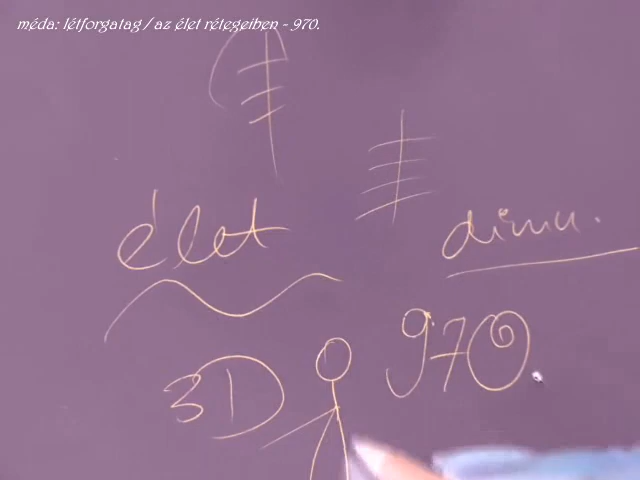 méda: létforgatag / az élet rétegeiben - 970.
élet
dimu.
3D
970.